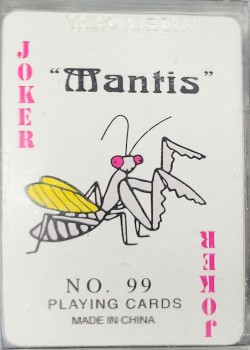 JOKER
"Mantis"
NO. 99
PLAYING CARDS
MADE IN CHINA
JOKER